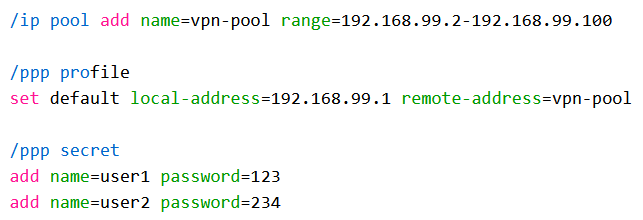 /ip pool add name=vpn-pool range=192.168.99.2-192.168.99.100
/ppp profile
set default local-address=192.168.99.1 remote-address=vpn-pool
/ppp secret
add name=user1 password=123
add name=user2 password=234